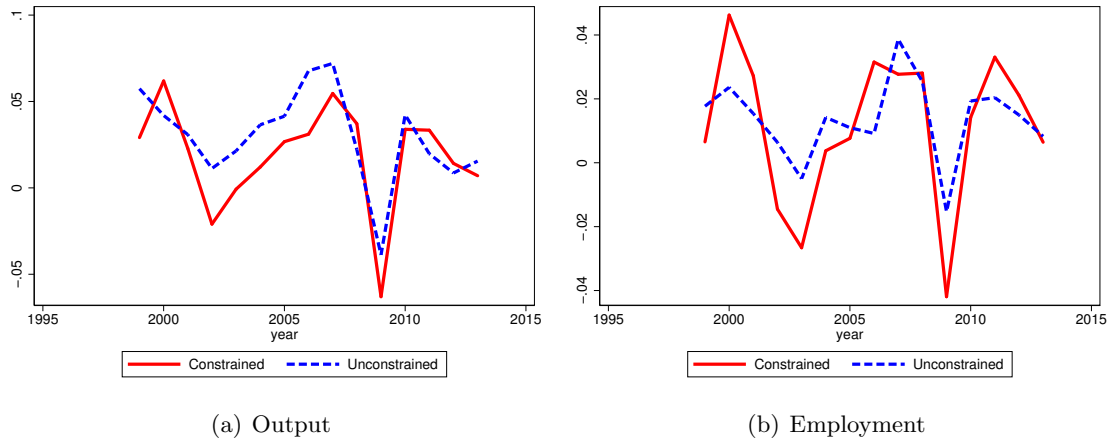 .1
.05
0
-.05
1995 2000 2005 2010 2015
year
Constrained Unconstrained
(a) Output
.04
.02
0
-.02
-.04
1995 2000 2005 2010 2015
year
Constrained Unconstrained
(b) Employment